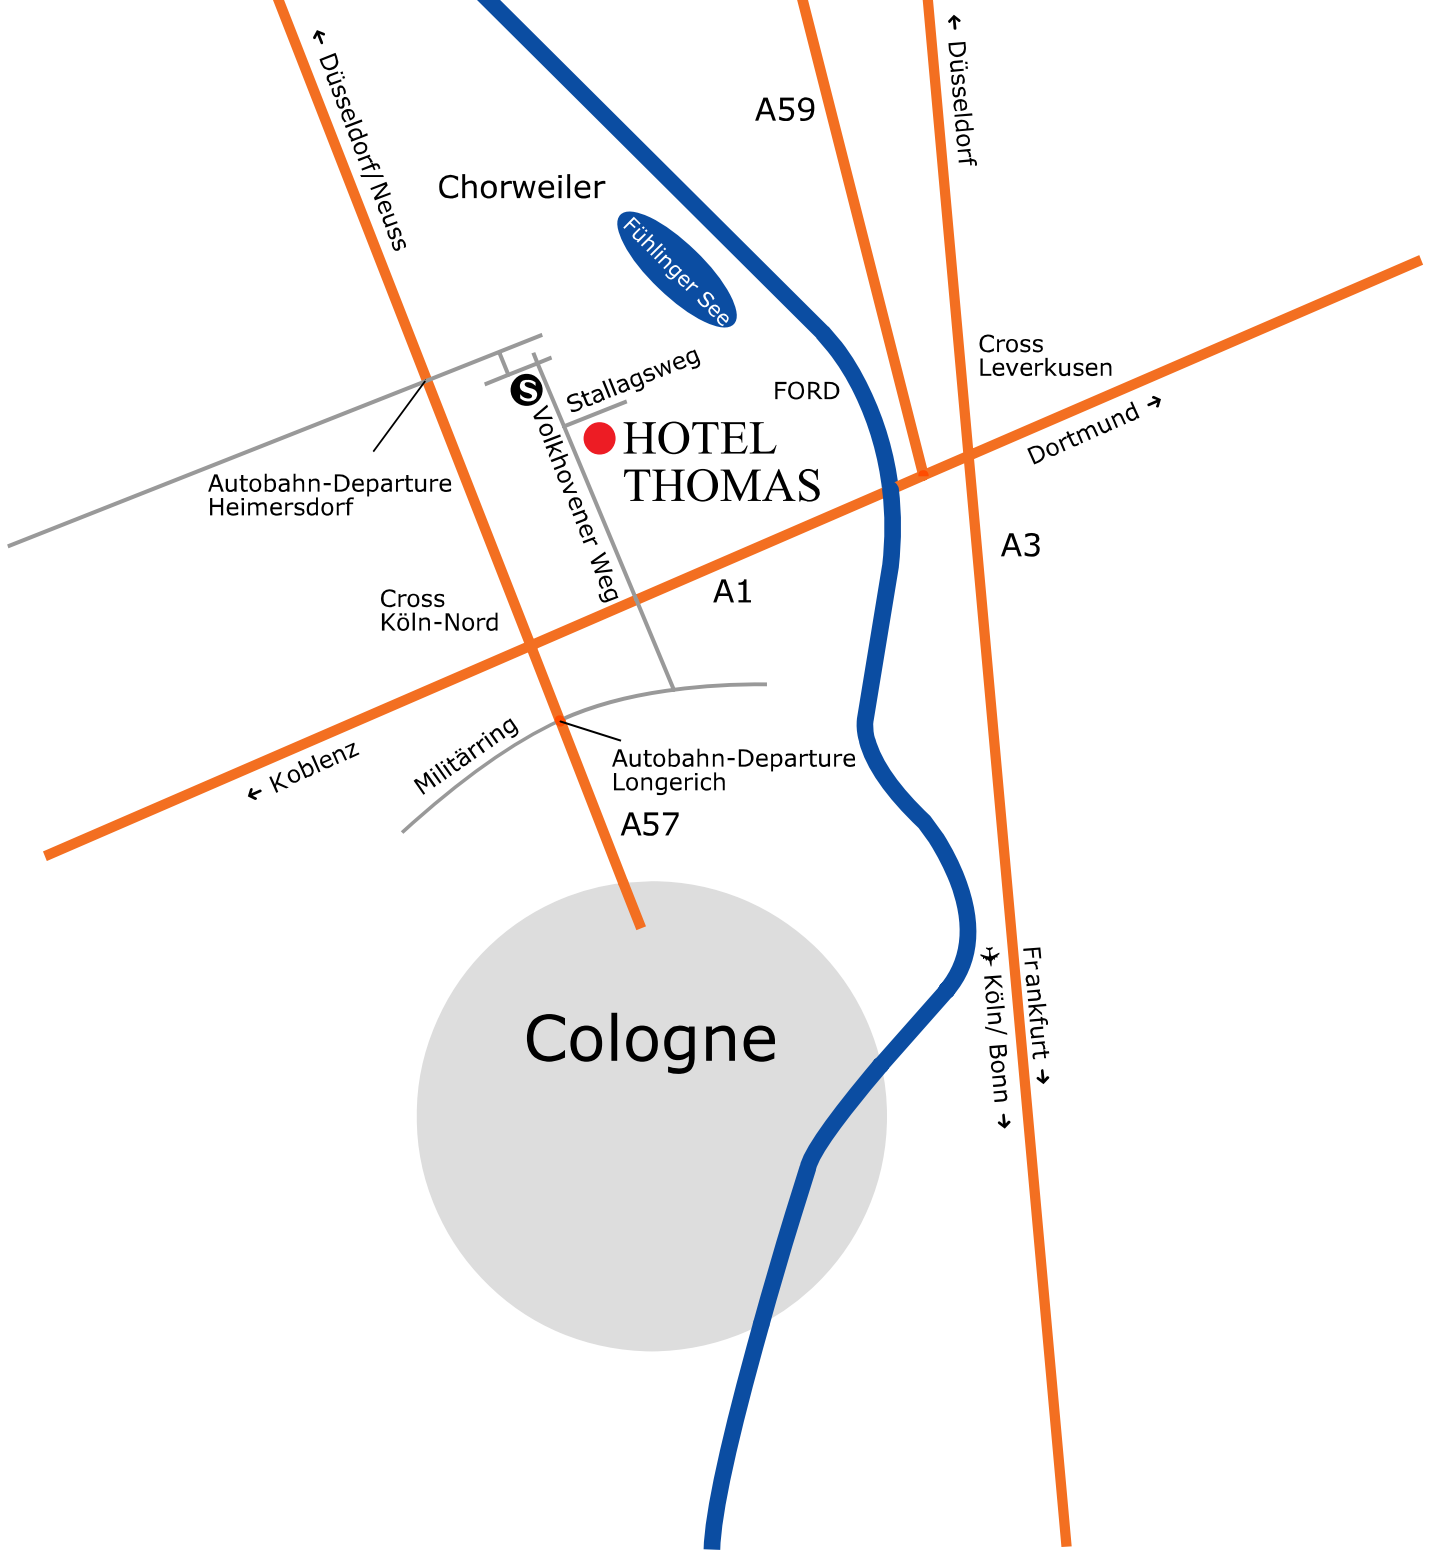 ← Düsseldorf
← Düsseldorf/Neuss
A59
Chorweiler
Fühlinger See
Cross
Leverkusen
Stallagsweg
FORD
S
Dortmund →
HOTEL
THOMAS
Volkhovener Weg
Autobahn-Departure
Heimersdorf
A3
A1
Cross
Köln-Nord
Militärring
← Koblenz
Autobahn-Departure
Longerich
A57
Frankfurt →
✈ Köln/ Bonn →
Cologne